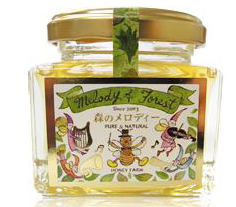 Melody of Forest
Since 2003
森のメロディー
PURE & NATURAL
HONEY FARM